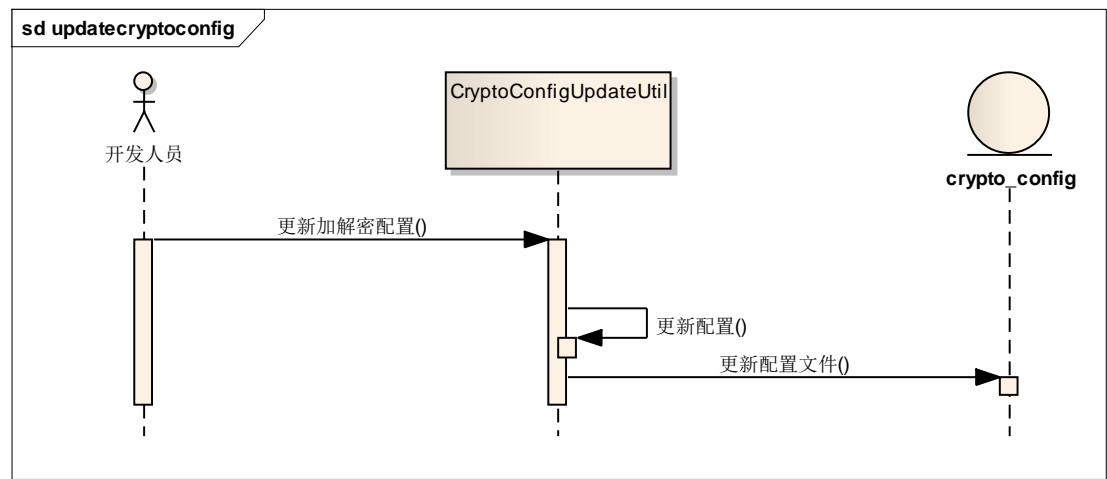 sd updatecryptoconfig
开发人员
CryptoConfigUpdateUtil
crypto_config
更新加解密配置()
更新配置()
更新配置文件()